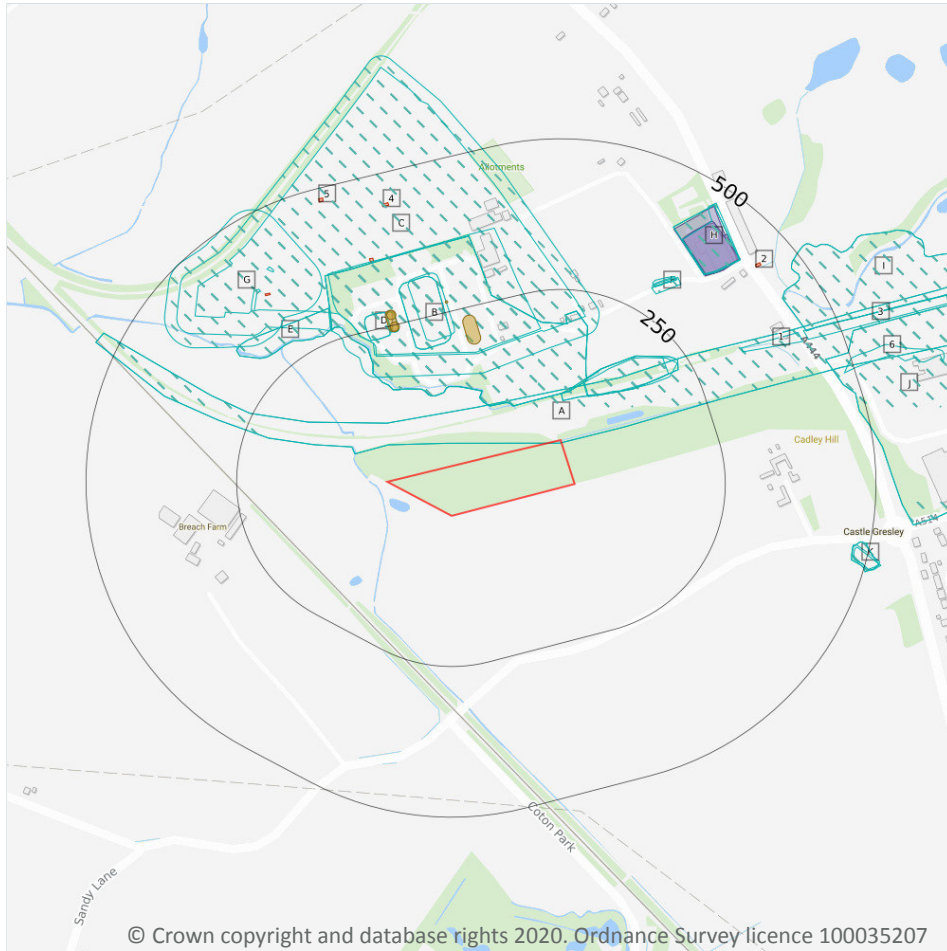 Allotments
500
5
4
C
H
2
I
G
F
250
3
B
D
E
1
A444
6
J
A
Cadley Hill
A514
Breach Farm
Castle Gresley
K
Coton Park
Sandy Lane
© Crown copyright and database rights 2020. Ordnance Survey licence 100035207